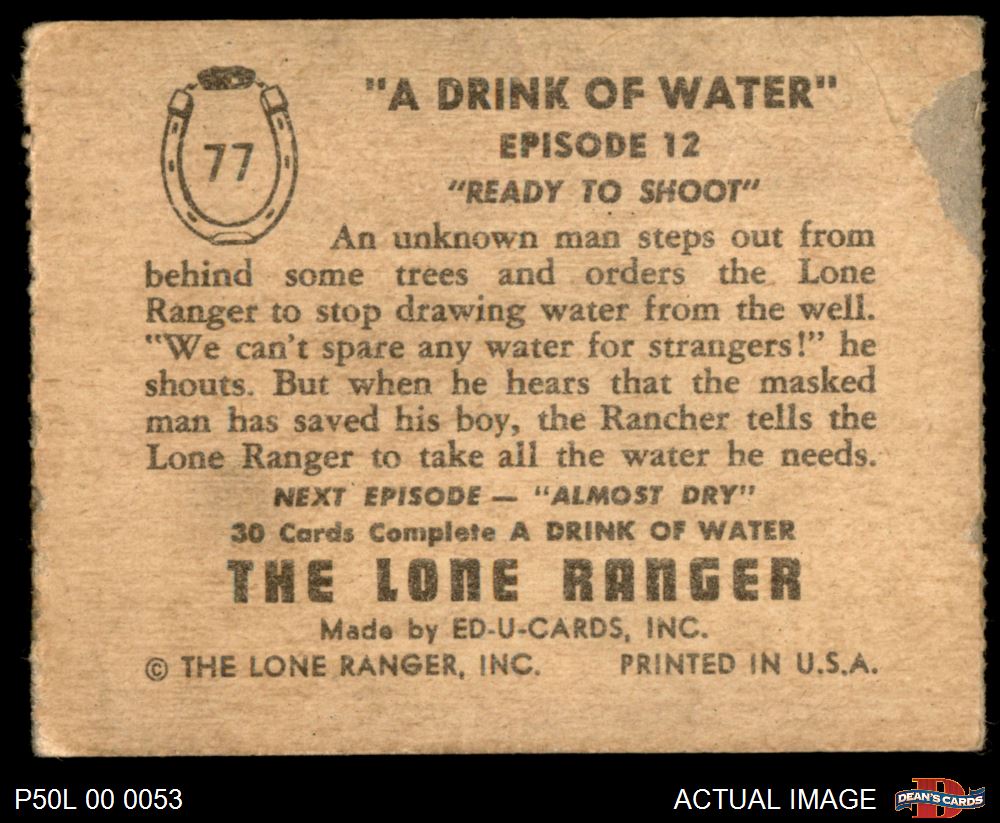 77
"A DRINK OF WATER"
EPISODE 12
"READY TO SHOOT"
An unknown man steps out from
behind some trees and orders the Lone
Ranger to stop drawing water from the well.
"We can't spare any water for strangers!" he
shouts. But when he hears that the masked
man has saved his boy, the Rancher tells the
Lone Ranger to take all the water he needs.
NEXT EPISODE — "ALMOST DRY"
30 Cards Complete A DRINK OF WATER
THE LONE RANGER
Made by ED-U-CARDS, INC.
© THE LONE RANGER, INC. PRINTED IN U.S.A.
P50L 00 0053 ACTUAL IMAGE D DEAN'S CARDS